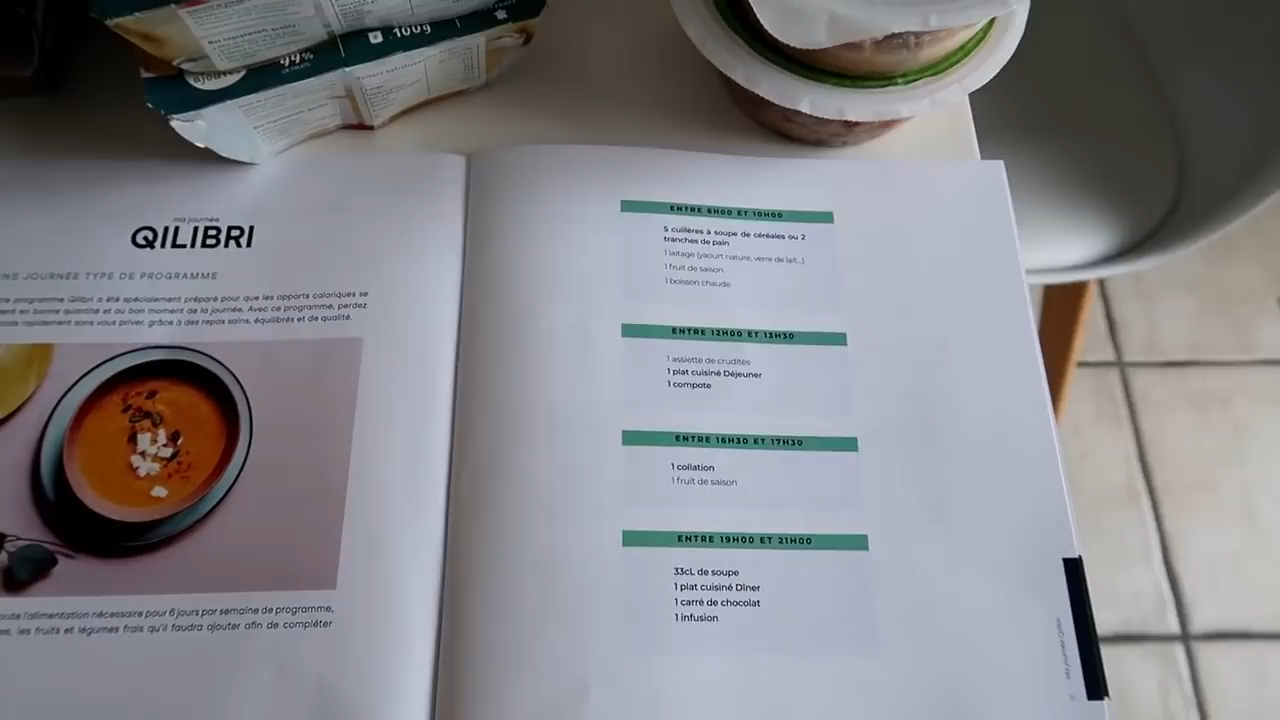 100g
ajouté
99%
DE FRUITS
ma journée
QILIBRI
UNE JOURNÉE TYPE DE PROGRAMME
programme Qilibri a été spécialement préparé pour que les apports caloriques se
en bonne quantité et au bon moment de la journée. Avec ce programme, perdez
rapidement sans vous priver, grâce à des repas sains, équilibrés et de qualité.
toute l'alimentation nécessaire pour 6 jours par semaine de programme,
les fruits et légumes frais qu'il faudra ajouter afin de compléter
ENTRE 6H00 ET 10H00
5 cuillères à soupe de céréales ou 2
tranches de pain
1 laitage (yaourt nature, verre de lait...)
1 fruit de saison
1 boisson chaude
ENTRE 12H00 ET 13H30
1 assiette de crudités
1 plat cuisiné Déjeuner
1 compote
ENTRE 16H30 ET 17H30
1 collation
1 fruit de saison
ENTRE 19H00 ET 21H00
33cL de soupe
1 plat cuisiné Dîner
1 carré de chocolat
1 infusion